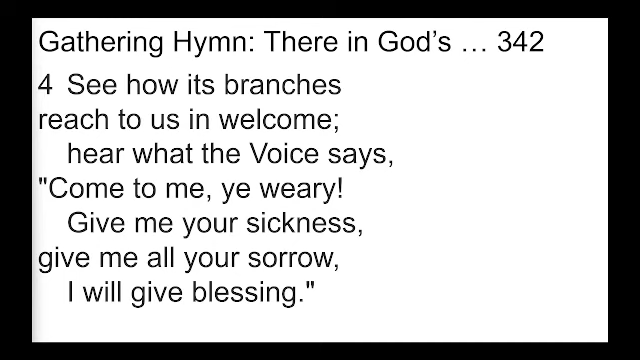 Gathering Hymn: There in God’s … 342
4 See how its branches
reach to us in welcome;
hear what the Voice says,
"Come to me, ye weary!
Give me your sickness,
give me all your sorrow,
I will give blessing."